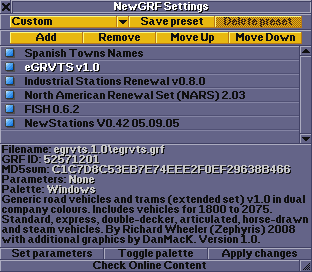 NewGRF Settings
Custom
Save preset
Delete preset
Add
Remove
Move Up
Move Down
Spanish Towns Names
eGRVTS v1.0
Industrial Stations Renewal v0.8.0
North American Renewal Set (NARS) 2.03
FISH 0.6.2
NewStations V0.42 05.09.05
Filename: egrvts.1.0\egrvts.grf
GRF ID: 52571201
MD5sum: C1C7D8C53EB7E74EEE2F0EF29638B466
Parameters: None
Palette: Windows
Generic road vehicles and trams (extended set) v1.0 in dual
company colours. Includes vehicles for 1800 to 2075.
Standard, express, double-decker, articulated, horse-drawn
and steam vehicles. By Richard Wheeler (Zephyris) 2008
with additional graphics by DanMacK. Version 1.0.
Set parameters
Toggle palette
Apply changes
Check Online Content